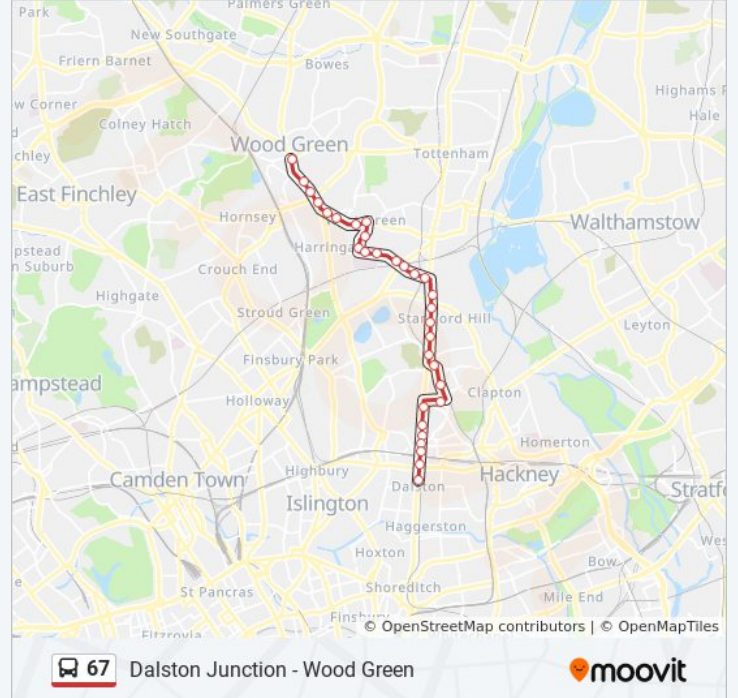 Park
Palmers Green
New Southgate
Friern Barnet
Bowes
Highams
w Corner
Hale
Colney Hatch
chley
Wood Green
Tottenham
East Finchley
Hornsey
reen
Walthamstow
pstead
n Suburb
Harringa
Crouch End
Highgate
Stroud Green
Stamford Hill
Leyton
Finsbury Park
ampstead
Holloway
Clapton
Homerton
Camden Town
Highbury
Hackney
Dalston
Stratfo
Islington
Haggerston
Hoxton
Wes
Bow
St Pancras
Shoreditch
Mile End
Finsbury
Fitzrovia
© OpenStreetMap contributors | © OpenMapTiles
67 Dalston Junction - Wood Green
moovit